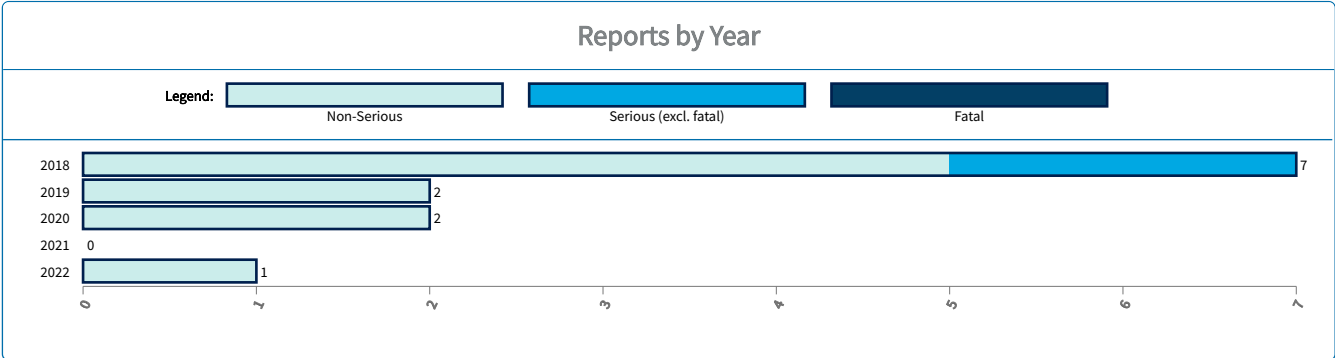 Reports by Year
Legend:
Non-Serious
Serious (excl. fatal)
Fatal
2018 7
2019 2
2020 2
2021 0
2022 1
0 1 2 3 4 5 6 7